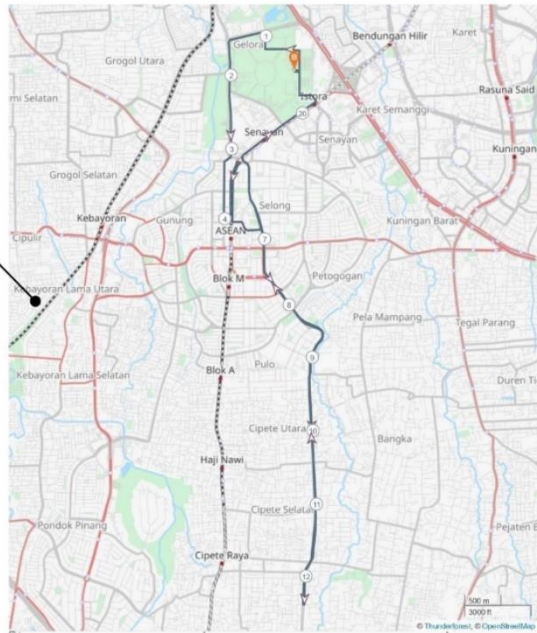 Bendungan Hilir
Karet
1
Gelora
Grogol Utara
2
Rasuna Said
mi Selatan
Istora
20
Karet Semanggi
Senayan
Senayan
3
Kuningan
Grogol Selatan
Selong
Kebayoran
Gunung
4
Kuningan Barat
ASEAN
7
Cipulir
Blok M
Petogogan
Kebayoran Lama Utara
8
Pela Mampang
Tegal Parang
9
Pulo
Blok A
Kebayoran Lama Selatan
Duren Ti
Cipete Utara
10
Bangka
Haji Nawi
11
Cipete Selatan
Pondok Pinang
Pejaten B
Cipete Raya
12
500 m
3000 ft
© Thunderforest, © OpenStreetMap